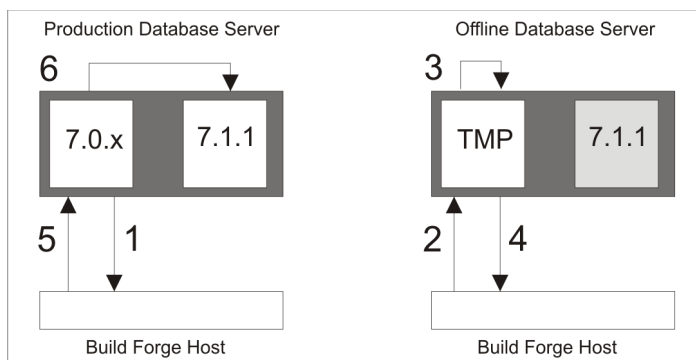 Production Database Server
6
7.0.x
7.1.1
5
1
Build Forge Host
Offline Database Server
3
TMP
7.1.1
2
4
Build Forge Host